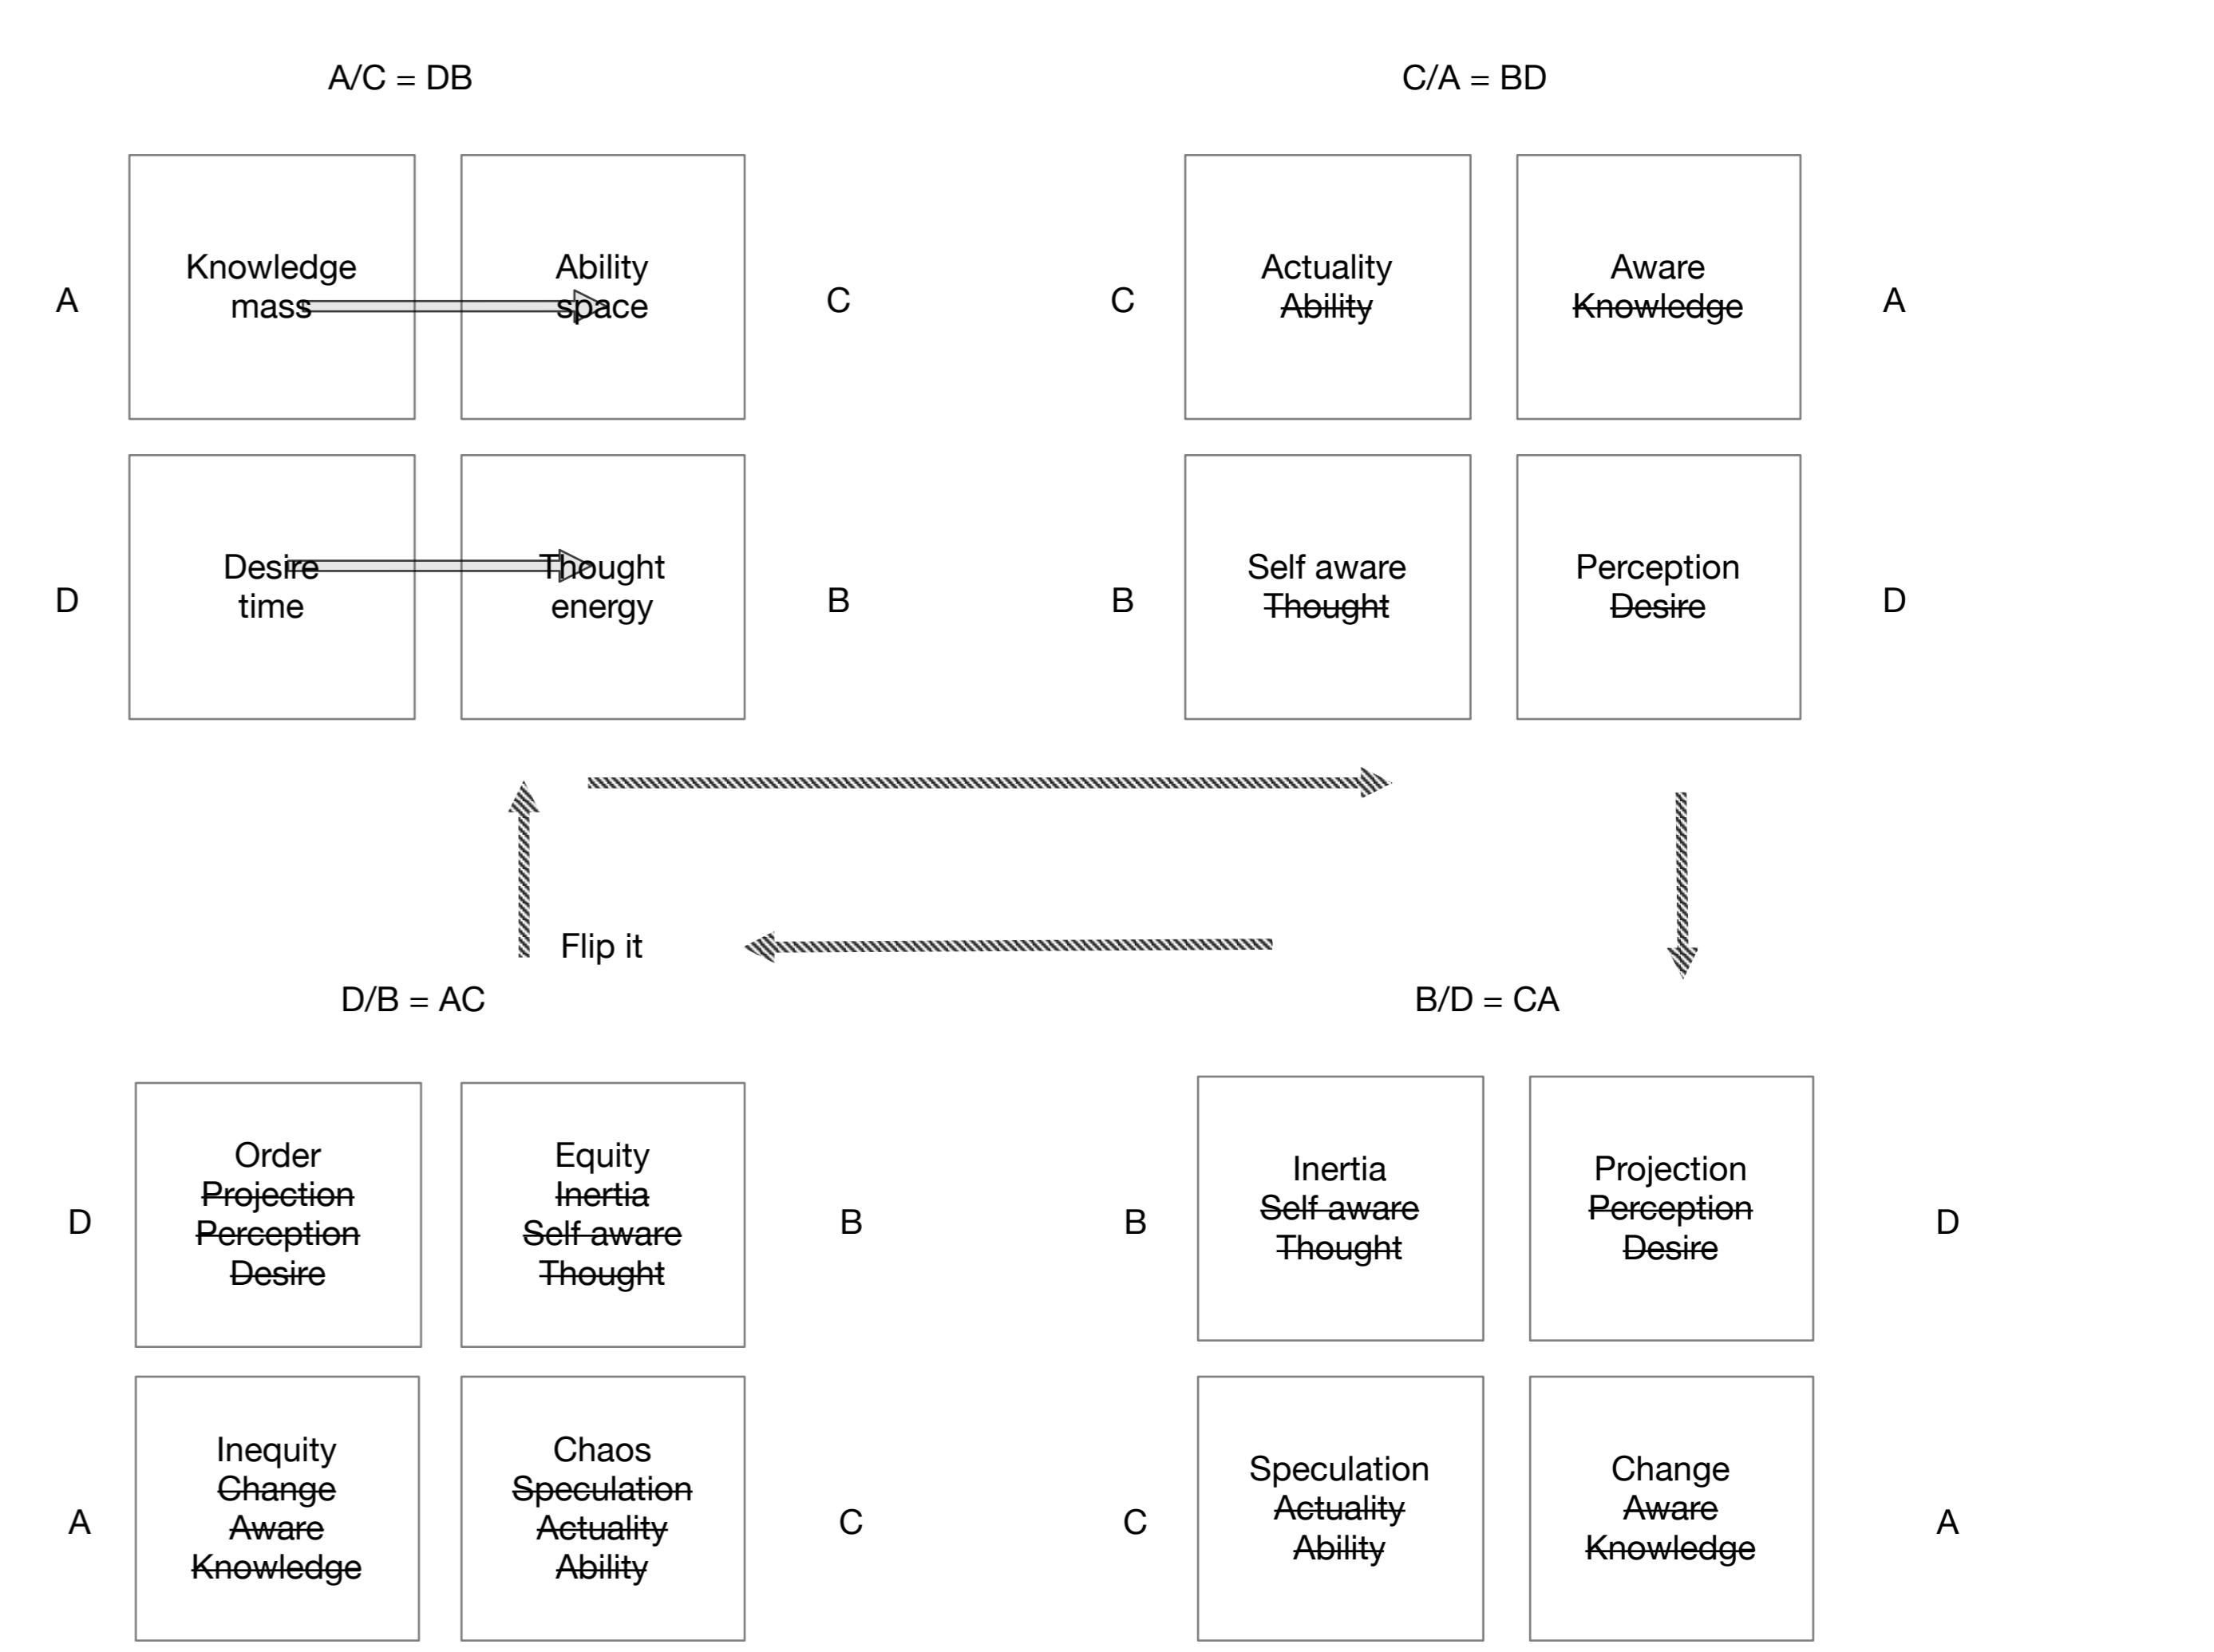 A/C = DB
C/A = BD
Knowledge
mass
Ability
space
Actuality
Ability
Aware
Knowledge
A
C
C
A
Desire
time
Thought
energy
Self aware
Thought
Perception
Desire
D
B
B
D
Flip it
D/B = AC
B/D = CA
Order
Projection
Perception
Desire
Equity
Inertia
Self aware
Thought
Inertia
Self aware
Thought
Projection
Perception
Desire
D
B
B
D
Inequity
Change
Aware
Knowledge
Chaos
Speculation
Actuality
Ability
Speculation
Actuality
Ability
Change
Aware
Knowledge
A
C
C
A